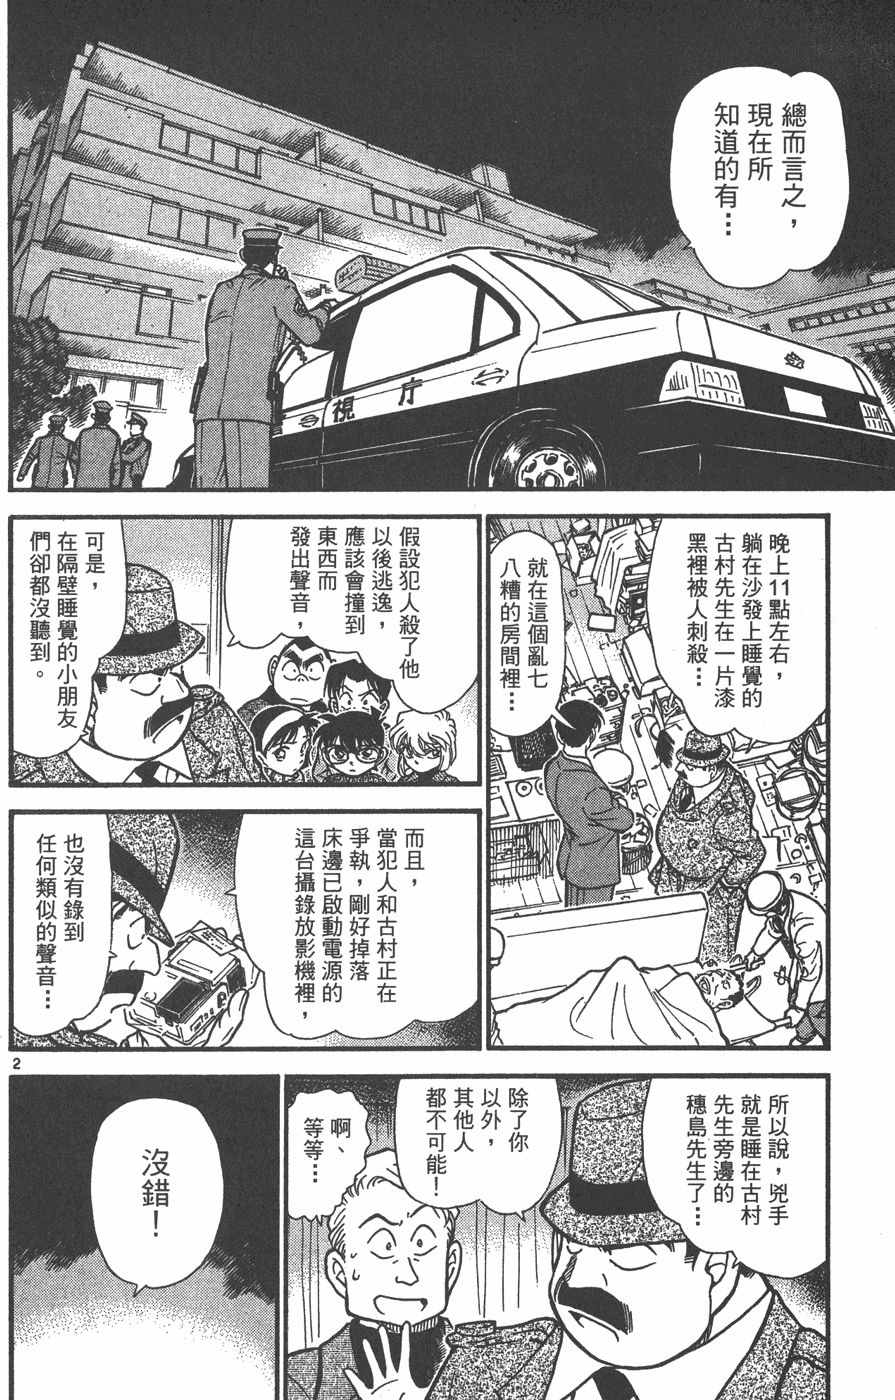 總而言之，
現在所
知道的有…
視庁
晚上11點左右，
躺在沙發上睡覺的
古村先生在一片漆
黑裡被人刺殺…
就在這個亂七
八糟的房間裡…
假設犯人殺了他
以後逃逸，
應該會撞到
東西而
發出聲音，
可是，
在隔壁睡覺的小朋友
們卻都沒聽到。
而且，
當犯人和古村正在
爭執，剛好掉落
床邊已啟動電源的
這台攝錄放影機裡，
也沒有錄到
任何類似的聲音…
2
所以說，兇手
就是睡在古村
先生旁邊的
穗島先生了…
除了你
以外，
其他人
都不可能！
啊、
等等…
沒錯！